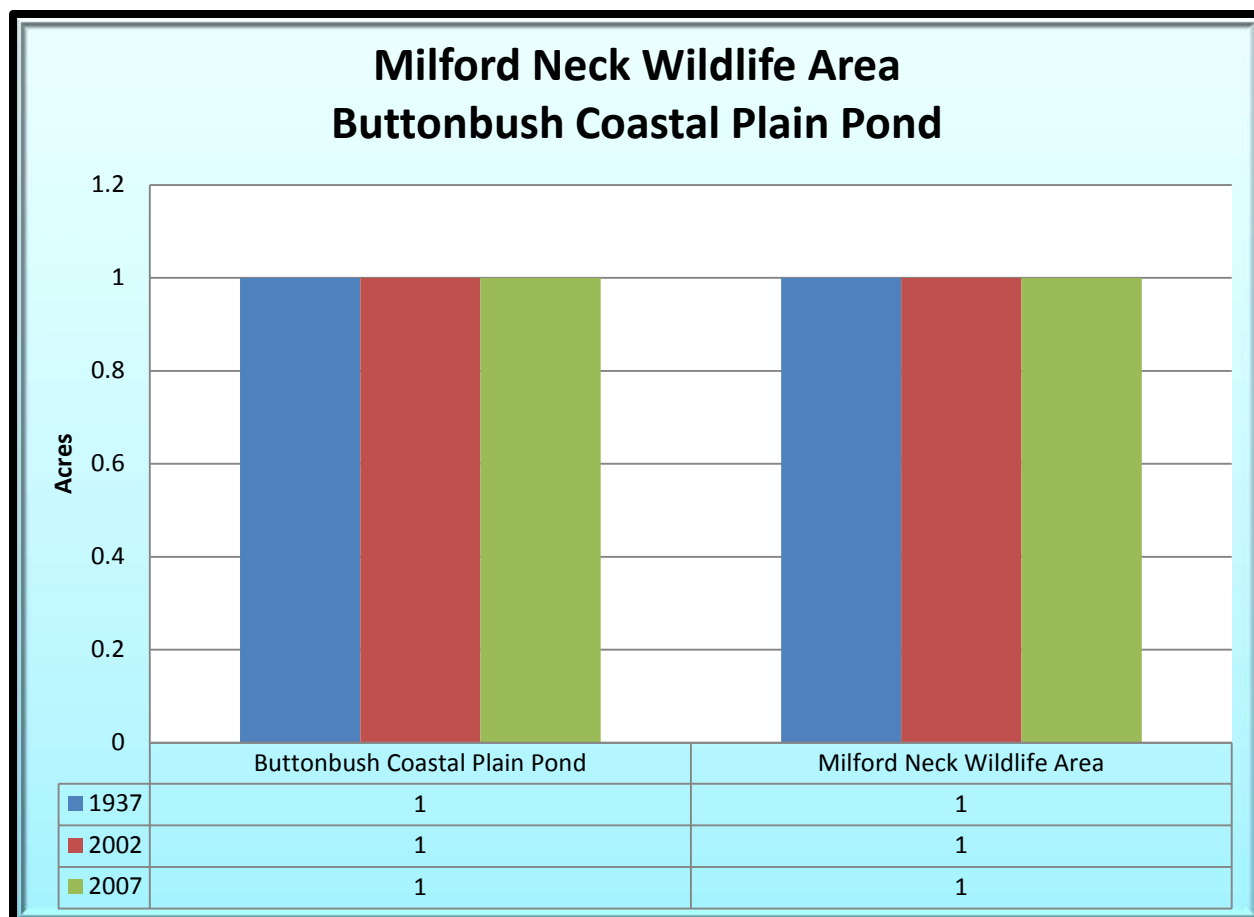 Milford Neck Wildlife Area
Buttonbush Coastal Plain Pond
1.2
1
0.8
0.6
0.4
0.2
0
Acres
Buttonbush Coastal Plain Pond Milford Neck Wildlife Area
1937 1 1
2002 1 1
2007 1 1